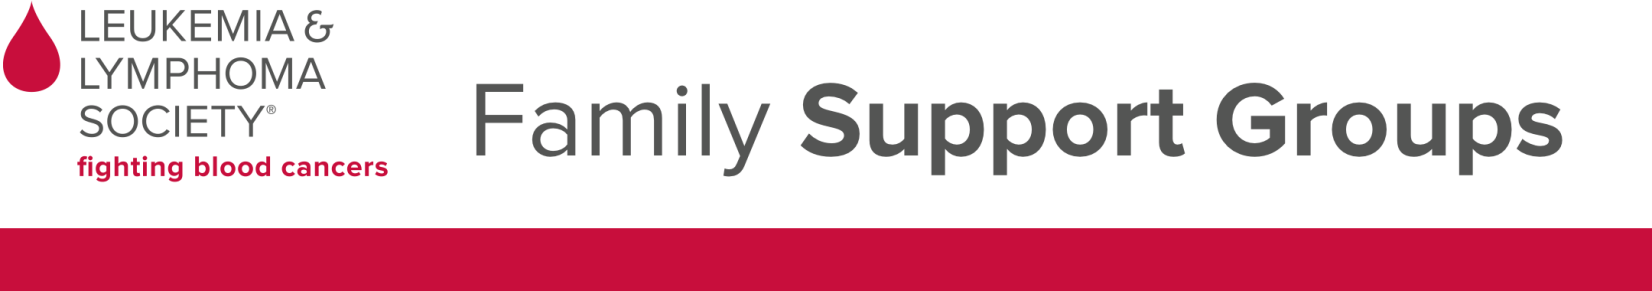 LEUKEMIA &
LYMPHOMA
SOCIETY®
fighting blood cancers
Family Support Groups